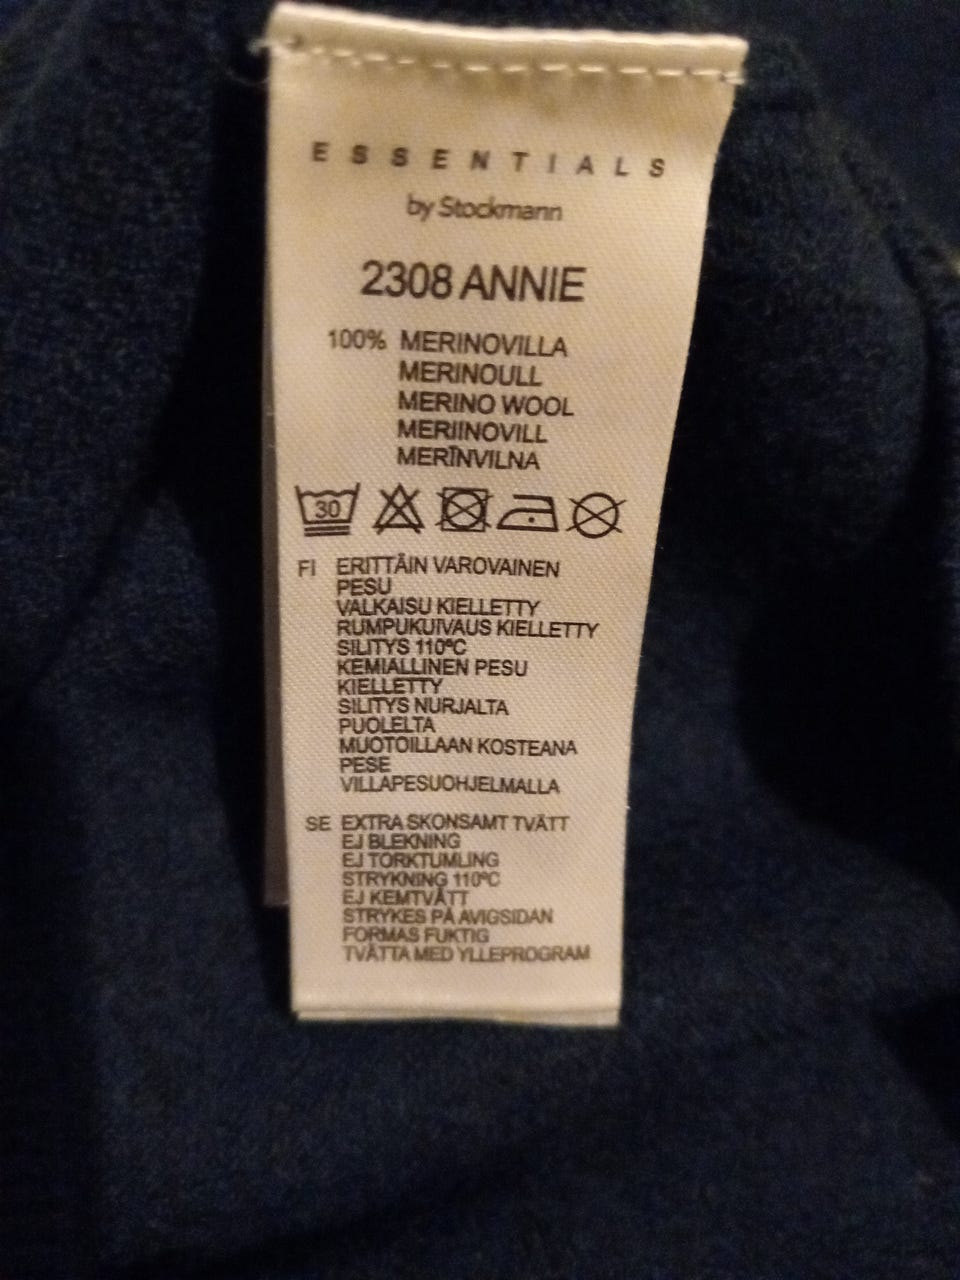 ESSENTIALS
by Stockmann
2308 ANNIE
100% MERINOVILLA
MERINOULL
MERINO WOOL
MERIINOVILL
MERĪNVILNA
30
FI ERITTÄIN VAROVAINEN
PESU
VALKAISU KIELLETTY
RUMPUKUIVAUS KIELLETTY
SILITYS 110ºC
KEMIALLINEN PESU
KIELLETTY
SILITYS NURJALTA
PUOLELTA
MUOTOILLAAN KOSTEANA
PESE
VILLAPESUOHJELMALLA
SE EXTRA SKONSAMT TVÄTT
EJ BLEKNING
EJ TORKTUMLING
STRYKNING 110ºC
EJ KEMTVÄTT
STRYKES PÅ AVIGSIDAN
FORMAS FUKTIG
TVÄTTA MED YLLEPROGRAM